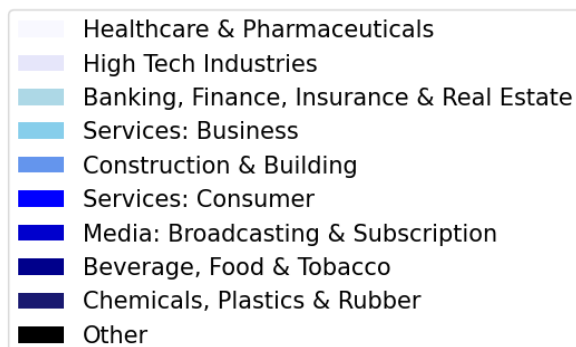 Healthcare & Pharmaceuticals
High Tech Industries
Banking, Finance, Insurance & Real Estate
Services: Business
Construction & Building
Services: Consumer
Media: Broadcasting & Subscription
Beverage, Food & Tobacco
Chemicals, Plastics & Rubber
Other